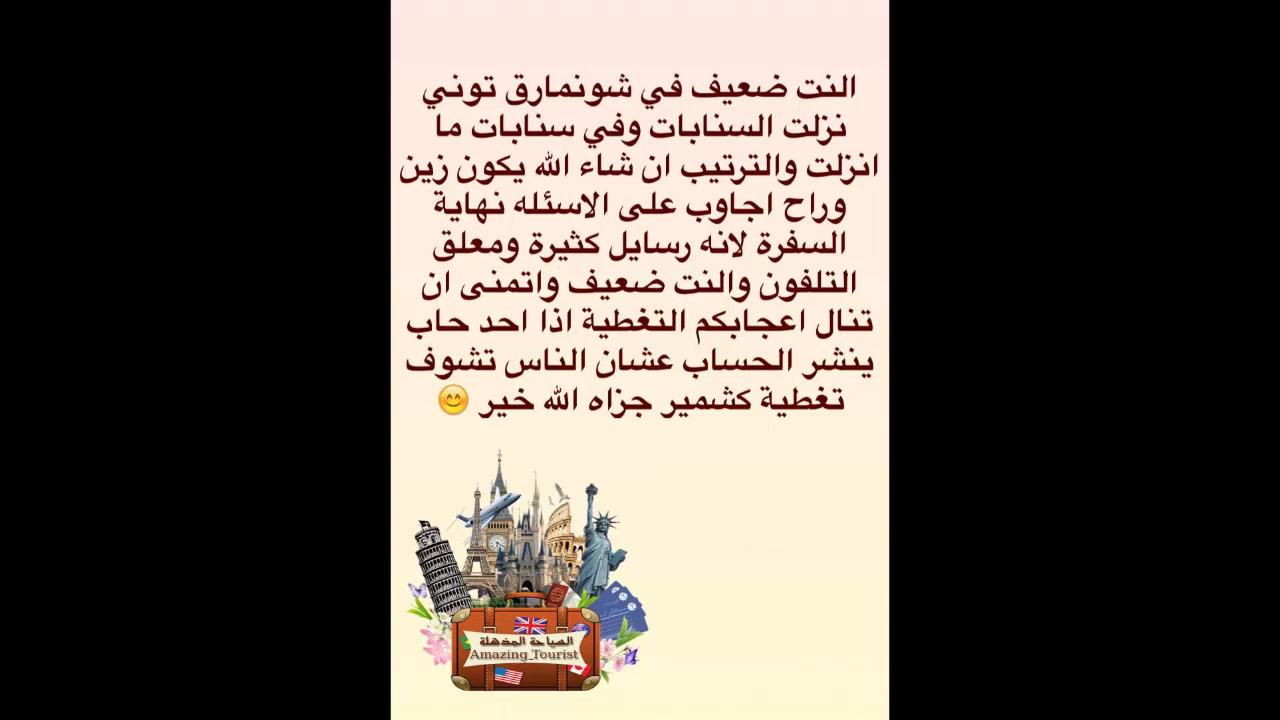 النت ضعيف في شونمارق توني
نزلت السنابات وفي سنابات ما
انزلت والترتيب ان شاء الله يكون زين
وراح اجاوب على الاسئله نهاية
السفرة لانه رسايل كثيرة ومعلق
التلفون والنت ضعيف واتمنى ان
تنال اعجابكم التغطية اذا احد حاب
ينشر الحساب عشان الناس تشوف
تغطية كشمير جزاه الله خير 😊
السياحة المذهلة
Amazing_Tourist